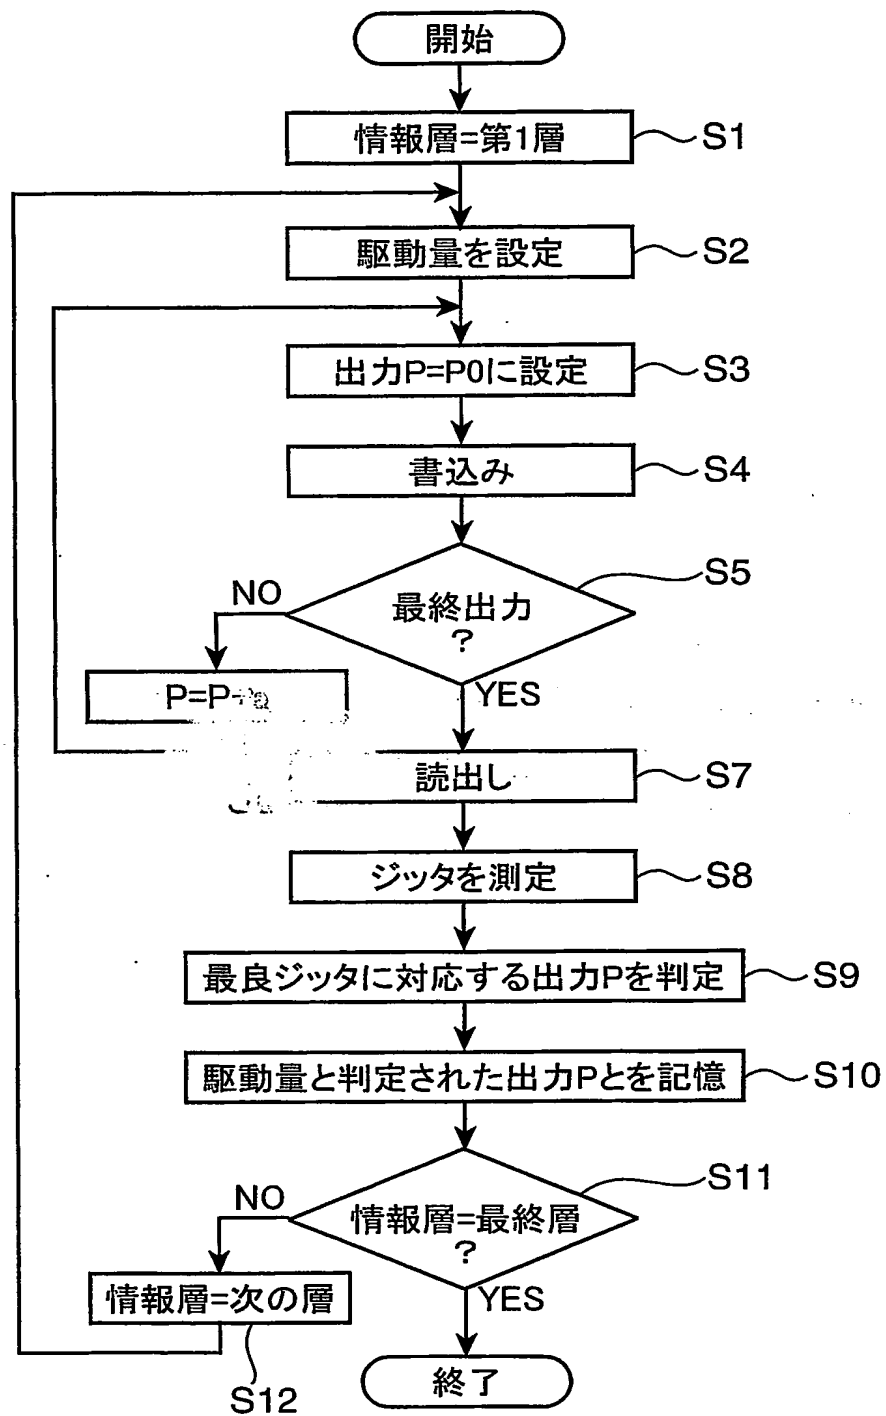 開始
情報層=第1層
S1
駆動量を設定
S2
出力P=P0に設定
S3
書込み
S4
最終出力
?
S5
NO
YES
P=P
読出し
S7
ジッタを測定
S8
最良ジッタに対応する出力Pを判定
S9
駆動量と判定された出力Pとを記憶
S10
情報層=最終層
?
S11
NO
YES
情報層=次の層
S12
終了